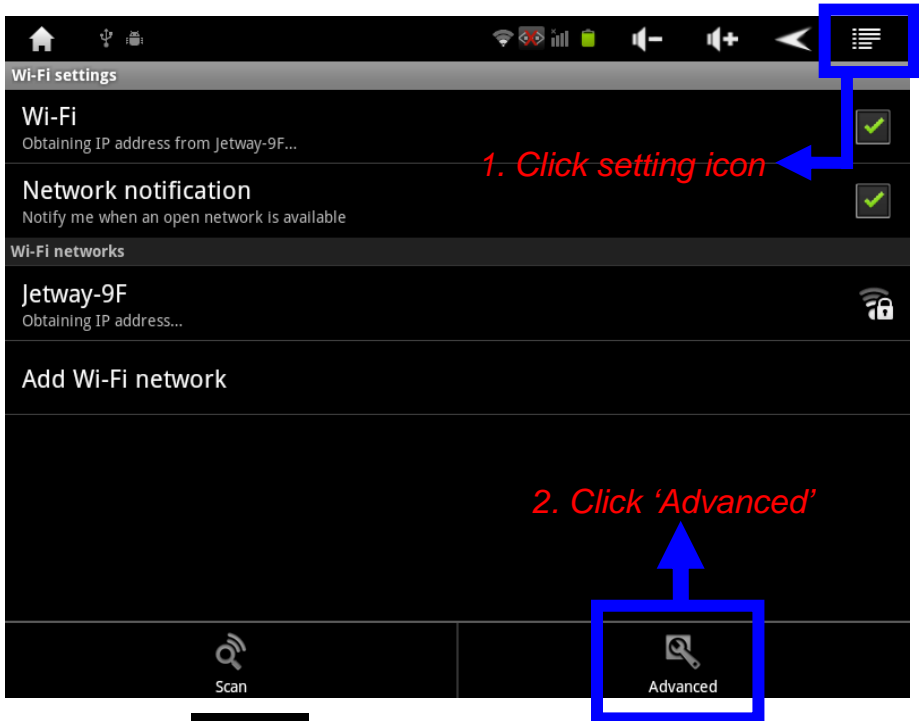 Wi-Fi settings
Wi-Fi
Obtaining IP address from Jetway-9F...
1. Click setting icon
Network notification
Notify me when an open network is available
Wi-Fi networks
Jetway-9F
Obtaining IP address...
Add Wi-Fi network
2. Click ‘Advanced’
Scan
Advanced